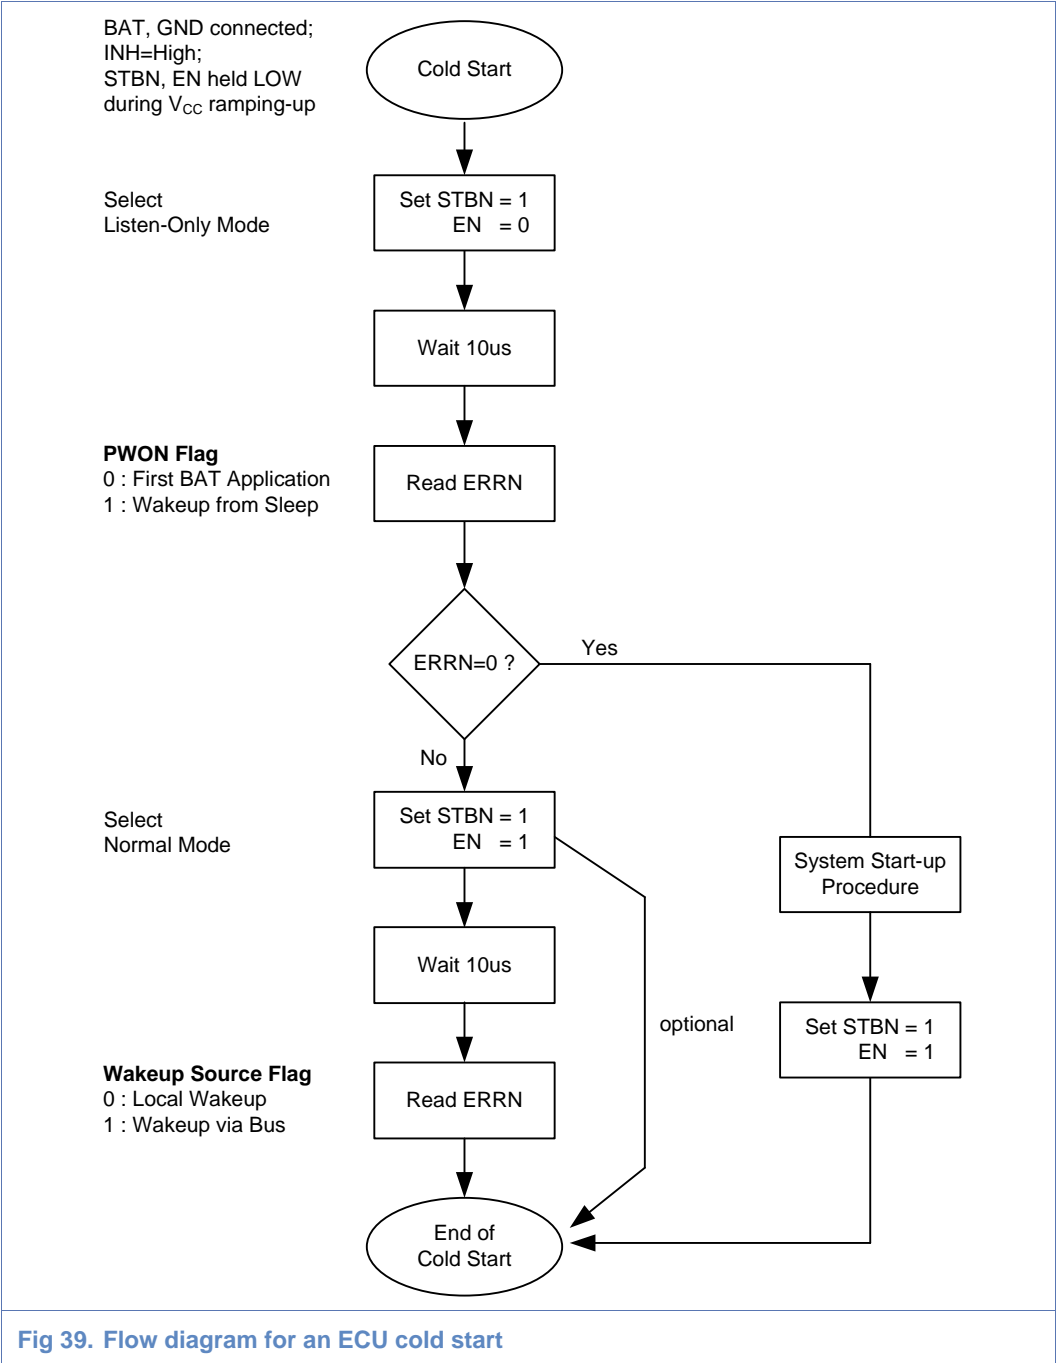 BAT, GND connected;
INH=High;
STBN, EN held LOW
during VCC ramping-up
Cold Start
Select
Listen-Only Mode
Set STBN = 1
EN = 0
Wait 10us
PWON Flag
0 : First BAT Application
1 : Wakeup from Sleep
Read ERRN
ERRN=0 ?
Yes
No
Select
Normal Mode
Set STBN = 1
EN = 1
System Start-up
Procedure
Wait 10us
optional
Set STBN = 1
EN = 1
Wakeup Source Flag
0 : Local Wakeup
1 : Wakeup via Bus
Read ERRN
End of
Cold Start
Fig 39. Flow diagram for an ECU cold start